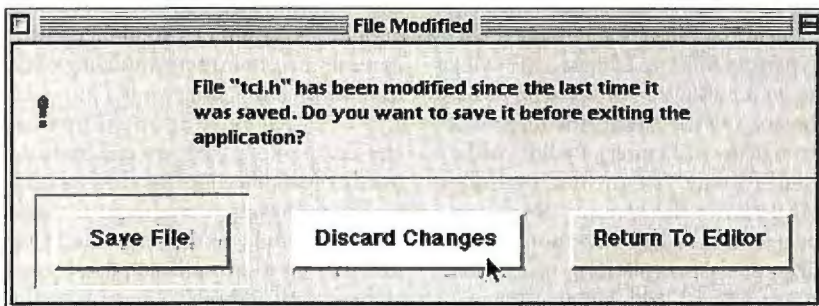 File Modified
File "tcl.h" has been modified since the last time it
was saved. Do you want to save it before exiting the
application?
Save File
Discard Changes
Return To Editor